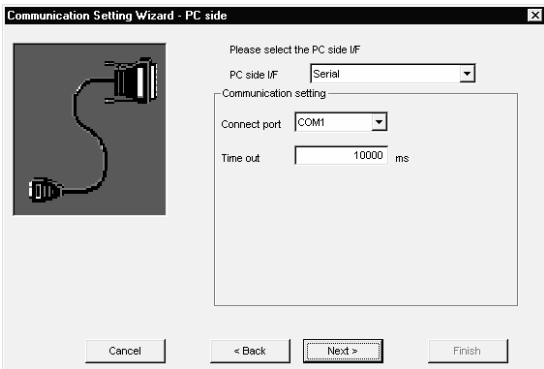 Communication Setting Wizard - PC side
Please select the PC side I/F
PC side I/F Serial
Communication setting
Connect port COM1
Time out 10000 ms
Cancel < Back Next > Finish